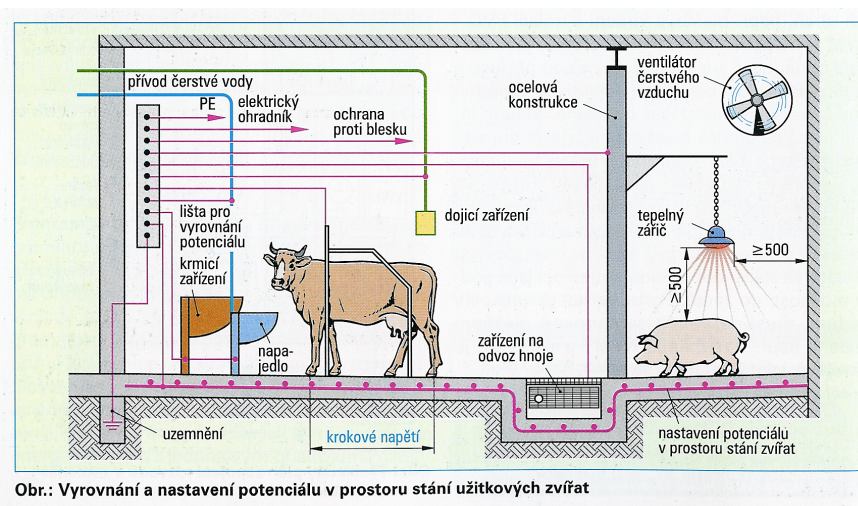 přívod čerstvé vody
PE
elektrický
ohradník
ochrana
proti blesku
ocelová
konstrukce
ventilátor
čerstvého
vzduchu
lišta pro
vyrovnání
potenciálu
dojicí zařízení
tepelný
zářič
≥500
≥500
krmicí
zařízení
napa-
jedlo
zařízení na
odvoz hnoje
uzemnění
krokové napětí
nastavení potenciálu
v prostoru stání zvířat
Obr.: Vyrovnání a nastavení potenciálu v prostoru stání užitkových zvířat